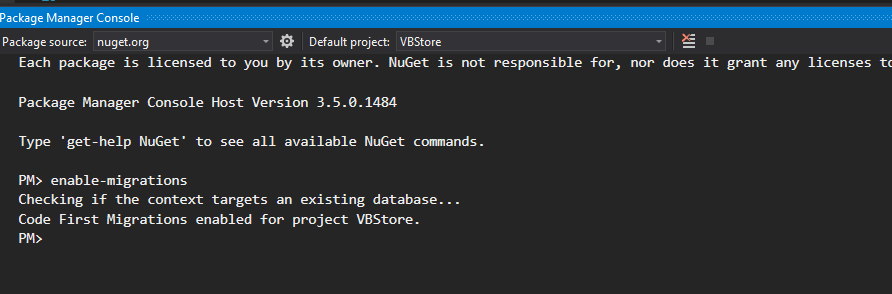 Package Manager Console
Package source: nuget.org Default project: VBStore
Each package is licensed to you by its owner. NuGet is not responsible for, nor does it grant any licenses to
Package Manager Console Host Version 3.5.0.1484
Type 'get-help NuGet' to see all available NuGet commands.
PM> enable-migrations
Checking if the context targets an existing database...
Code First Migrations enabled for project VBStore.
PM>